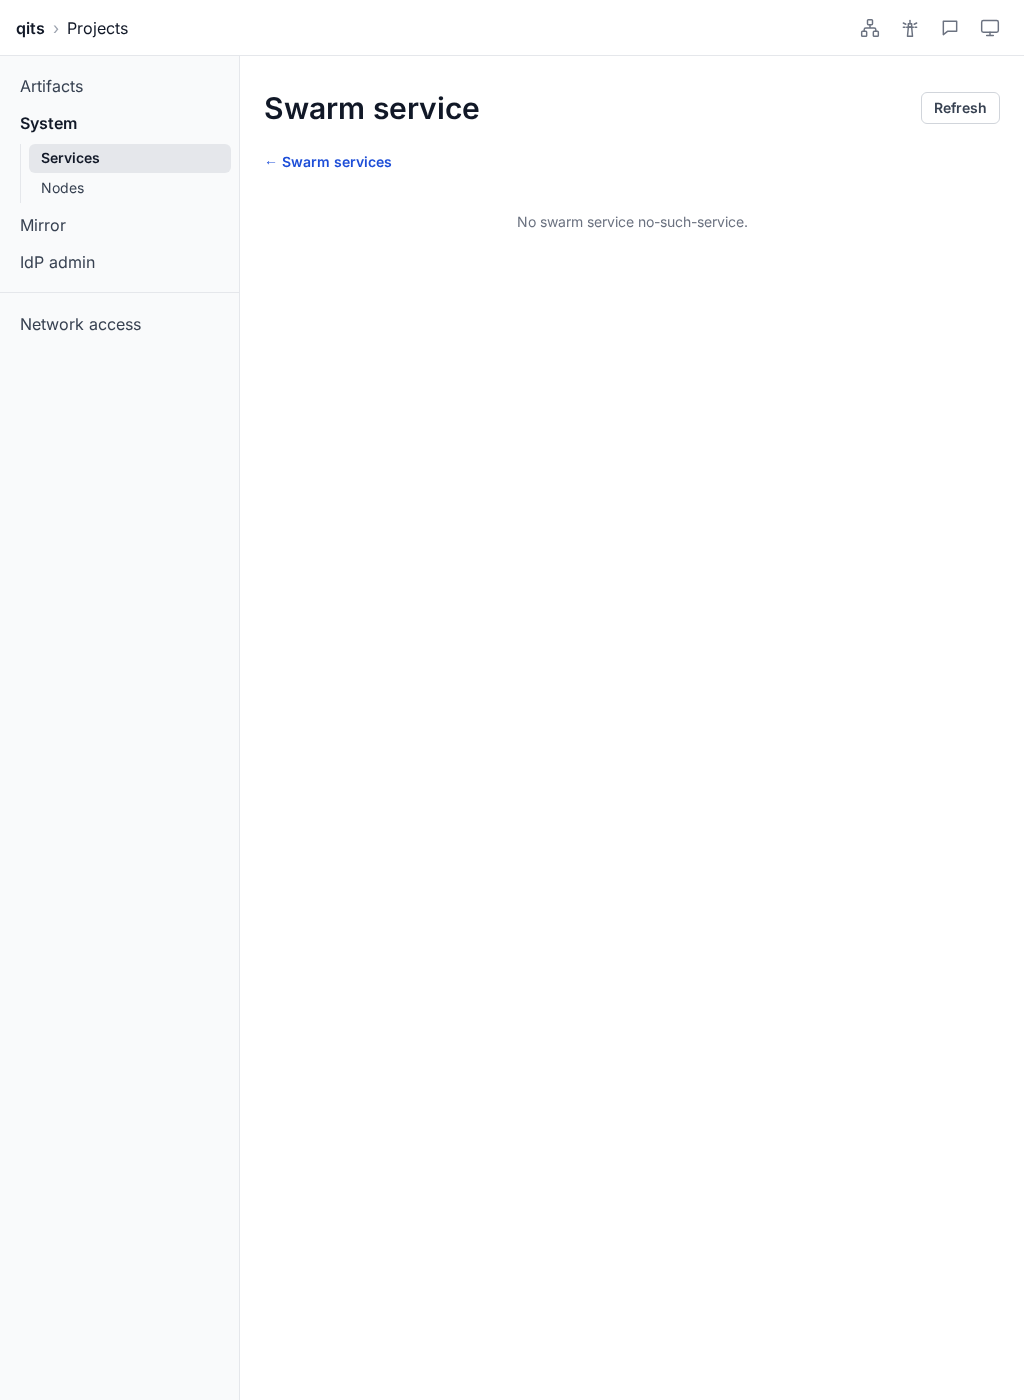 qits › Projects
Artifacts
System
Services
Nodes
Mirror
IdP admin
Network access
Swarm service
Refresh
← Swarm services
No swarm service no-such-service.